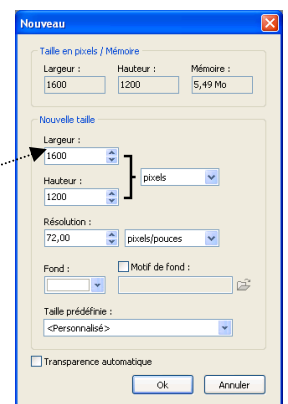 Nouveau
Taille en pixels / Mémoire
Largeur : Hauteur : Mémoire :
1600 1200 5,49 Mo
Nouvelle taille
Largeur :
1600
pixels
Hauteur :
1200
Résolution :
72,00 pixels/pouces
Fond : Motif de fond :
Taille prédéfinie :
<Personnalisé>
Transparence automatique
Ok Annuler